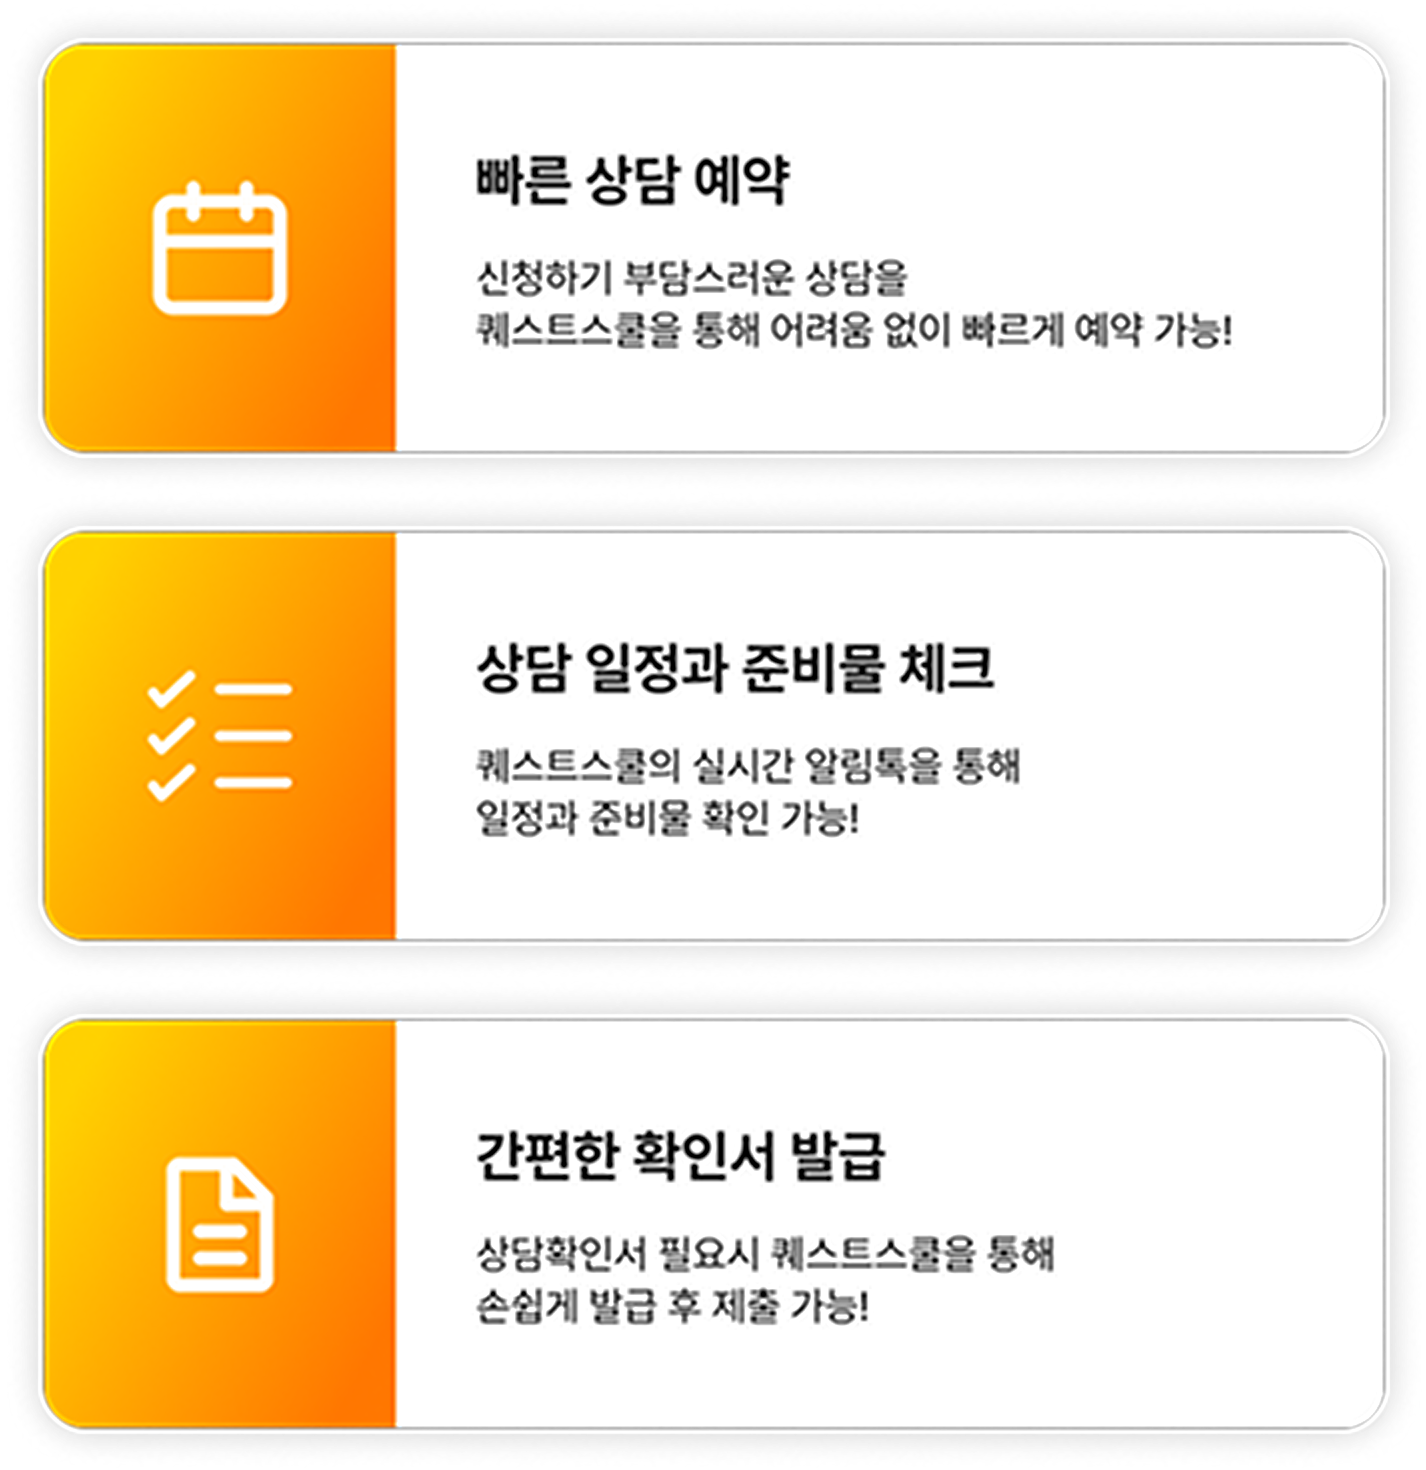 빠른 상담 예약
신청하기 부담스러운 상담을
퀘스트스쿨을 통해 어려움 없이 빠르게 예약 가능!
상담 일정과 준비물 체크
퀘스트스쿨의 실시간 알림톡을 통해
일정과 준비물 확인 가능!
간편한 확인서 발급
상담확인서 필요시 퀘스트스쿨을 통해
손쉽게 발급 후 제출 가능!